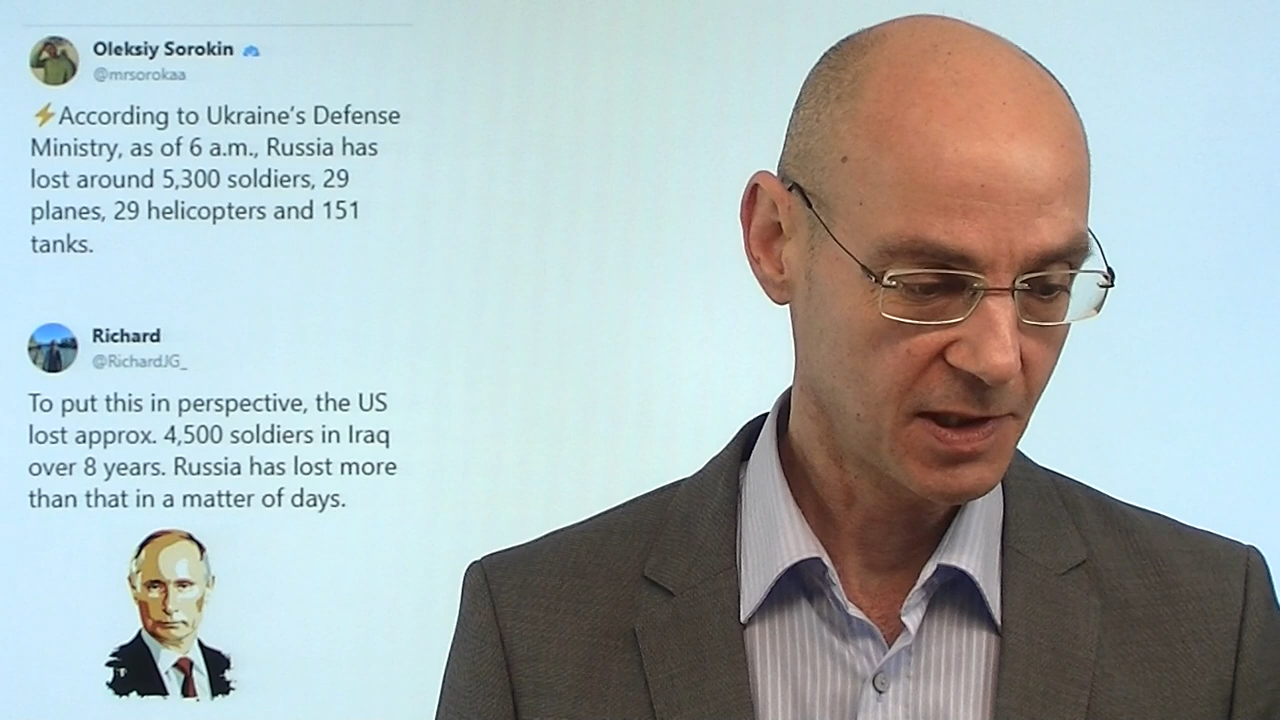 Oleksiy Sorokin
@mrsorokaa
⚡According to Ukraine's Defense
Ministry, as of 6 a.m., Russia has
lost around 5,300 soldiers, 29
planes, 29 helicopters and 151
tanks.
Richard
@RichardJG_
To put this in perspective, the US
lost approx. 4,500 soldiers in Iraq
over 8 years. Russia has lost more
than that in a matter of days.